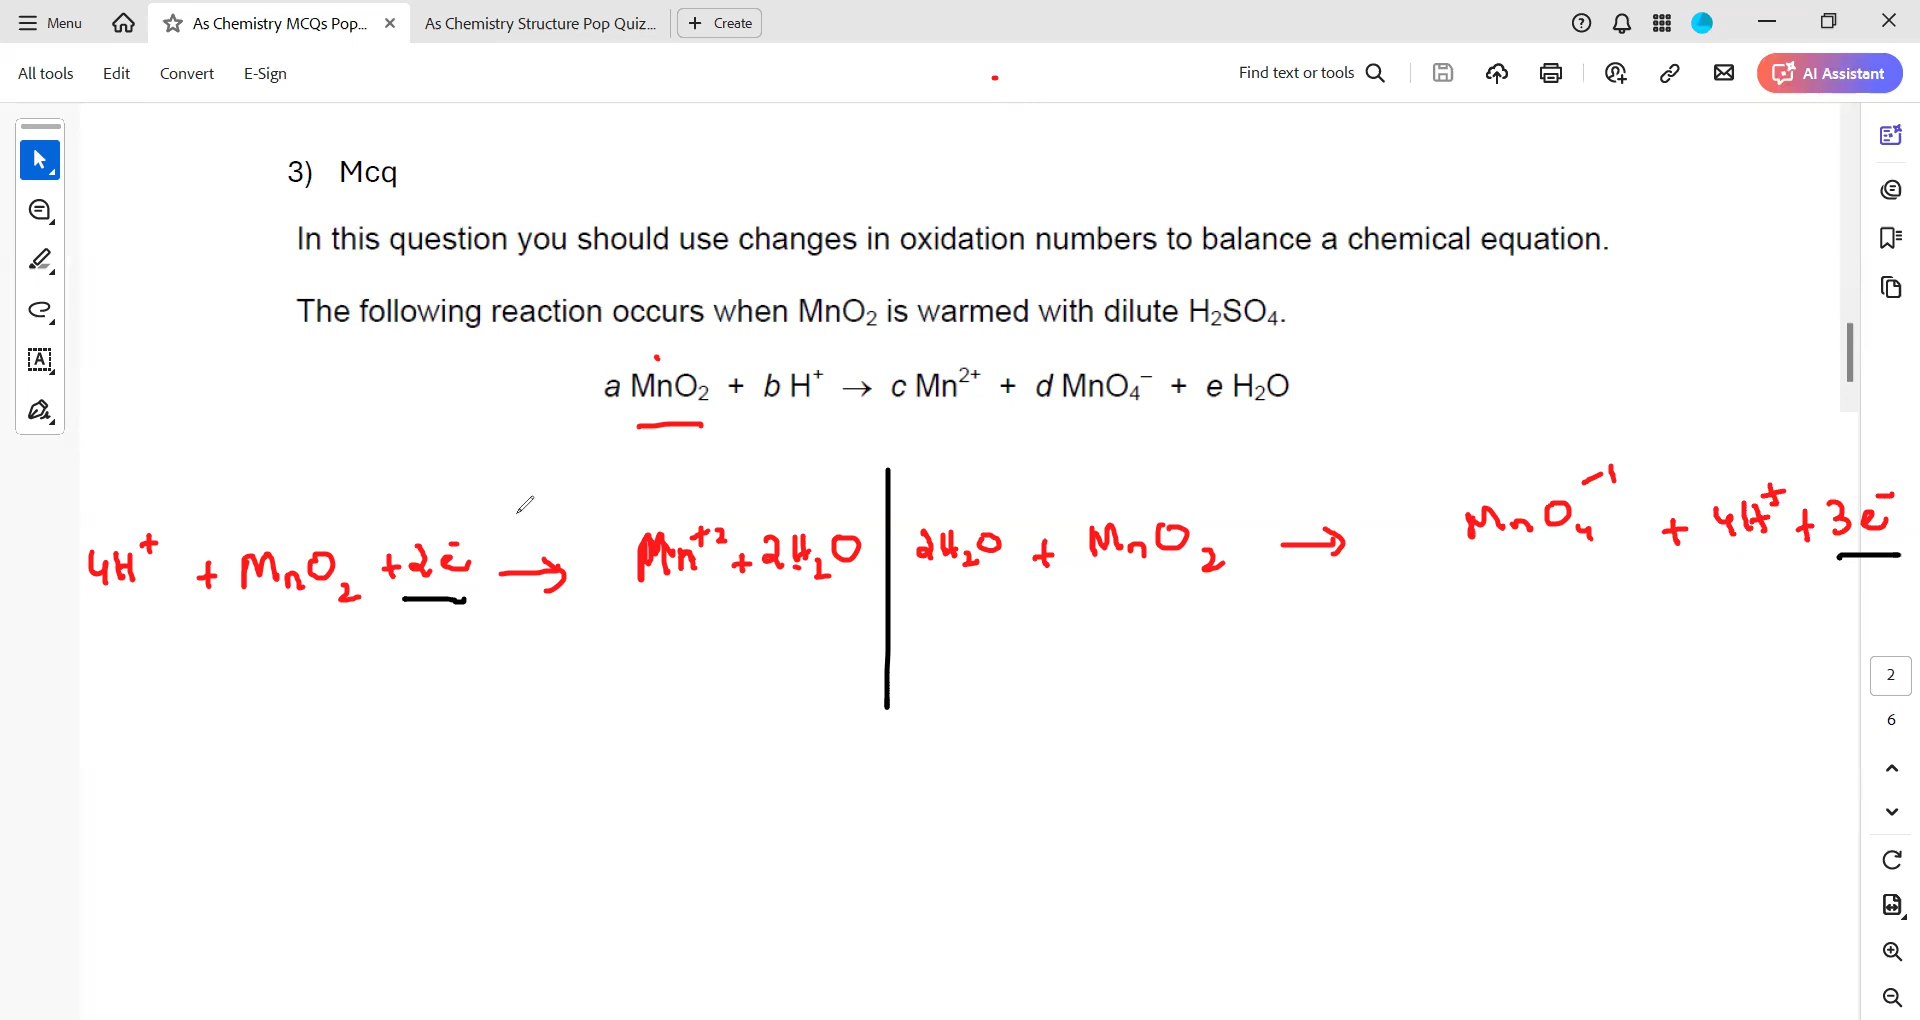 Menu As Chemistry MCQs Pop... As Chemistry Structure Pop Quiz... + Create
All tools Edit Convert E-Sign Find text or tools AI Assistant
3) Mcq
In this question you should use changes in oxidation numbers to balance a chemical equation.
The following reaction occurs when MnO₂ is warmed with dilute H₂SO₄.
a MnO₂ + b H⁺ → c Mn²⁺ + d MnO₄⁻ + e H₂O
4H⁺ + MnO₂ + 2e⁻ → Mn⁺² + 2H₂O
2H₂O + MnO₂ → MnO₄⁻¹ + 4H⁺ + 3e⁻
2
6